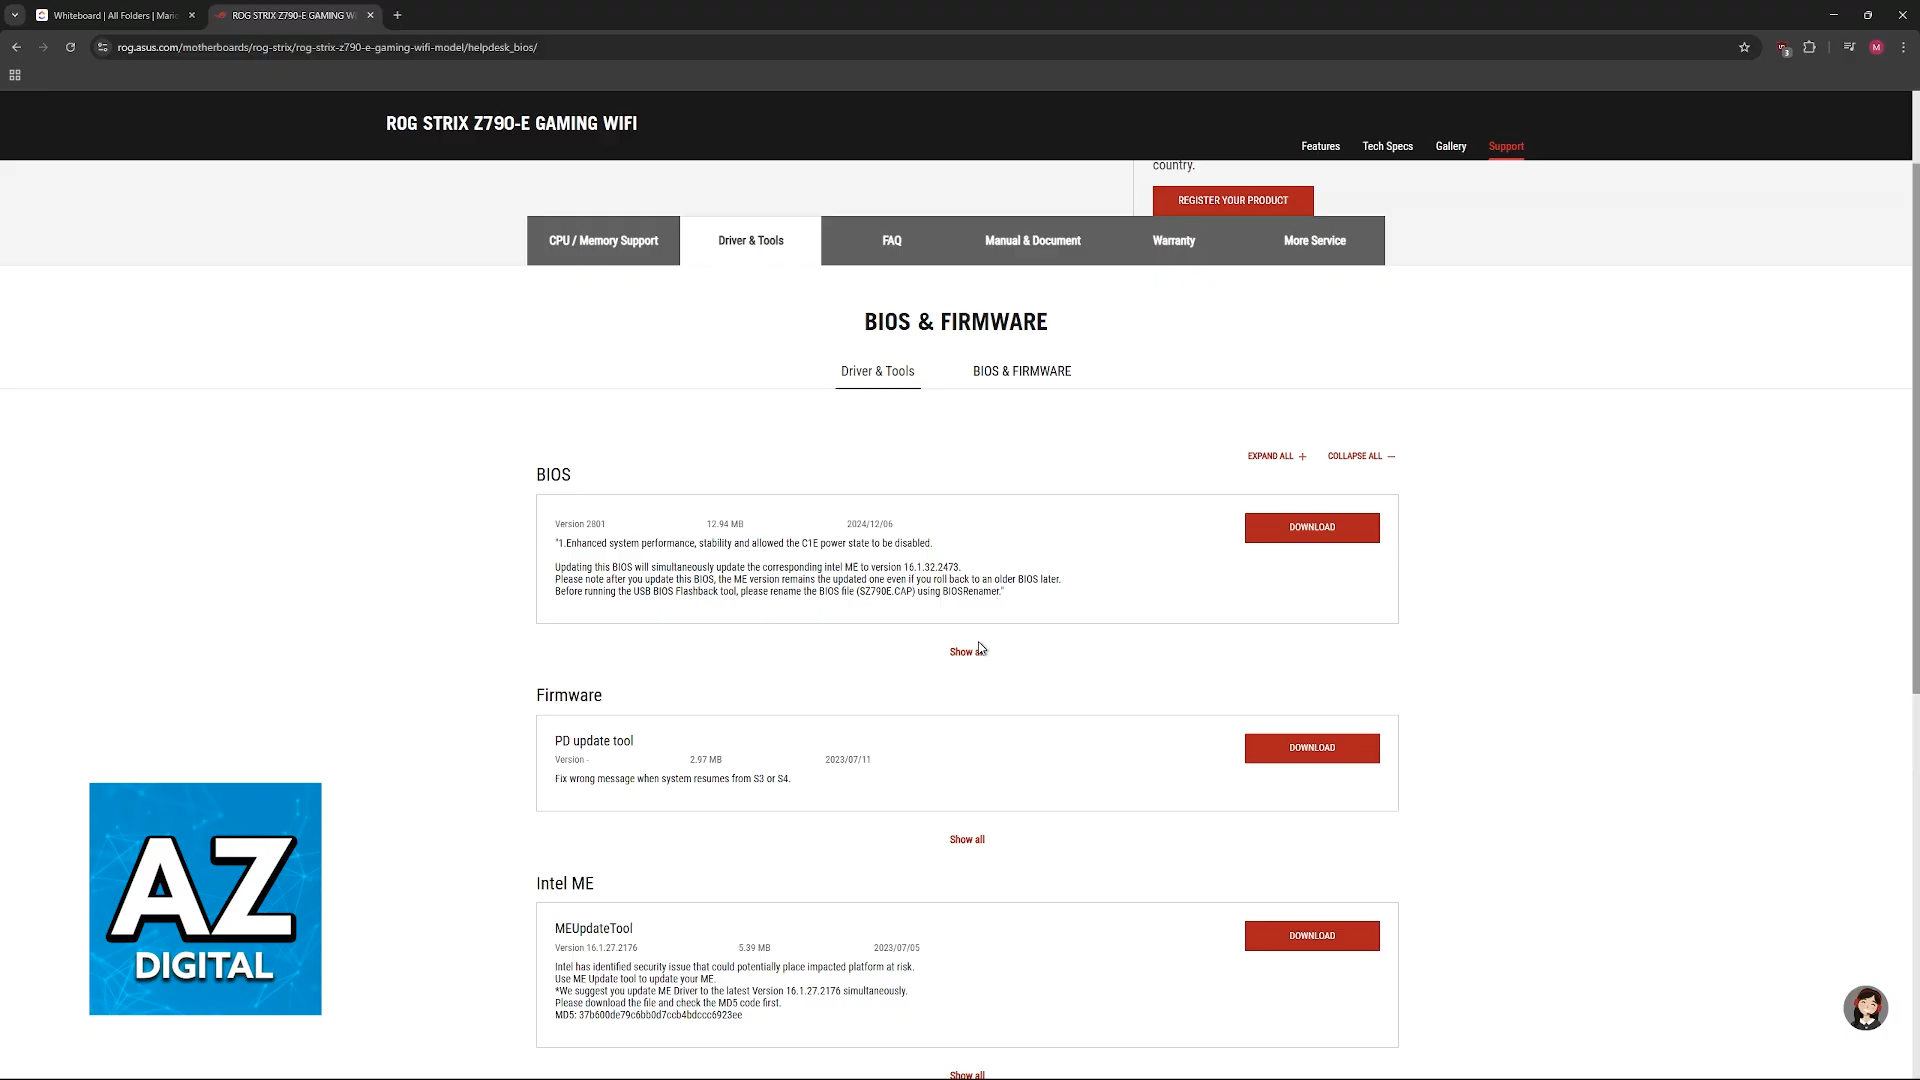 Whiteboard | All Folders | Mario
ROG STRIX Z790-E GAMING W
rog.asus.com/motherboards/rog-strix/rog-strix-z790-e-gaming-wifi-model/helpdesk_bios/
3
M
ROG STRIX Z790-E GAMING WIFI
Features Tech Specs Gallery Support
country.
REGISTER YOUR PRODUCT
CPU / Memory Support Driver & Tools FAQ Manual & Document Warranty More Service
BIOS & FIRMWARE
Driver & Tools BIOS & FIRMWARE
EXPAND ALL + COLLAPSE ALL −
BIOS
Version 2801 12.94 MB 2024/12/06
DOWNLOAD
"1.Enhanced system performance, stability and allowed the C1E power state to be disabled.
Updating this BIOS will simultaneously update the corresponding intel ME to version 16.1.32.2473.
Please note after you update this BIOS, the ME version remains the updated one even if you roll back to an older BIOS later.
Before running the USB BIOS Flashback tool, please rename the BIOS file (SZ790E.CAP) using BIOSRenamer."
Show all
Firmware
PD update tool
DOWNLOAD
Version - 2.97 MB 2023/07/11
Fix wrong message when system resumes from S3 or S4.
Show all
Intel ME
MEUpdateTool
DOWNLOAD
Version 16.1.27.2176 5.39 MB 2023/07/05
Intel has identified security issue that could potentially place impacted platform at risk.
Use ME Update tool to update your ME.
*We suggest you update ME Driver to the latest Version 16.1.27.2176 simultaneously.
Please download the file and check the MD5 code first.
MD5: 37b600de79c6bb0d7ccb4bdccc6923ee
Show all
AZ
DIGITAL